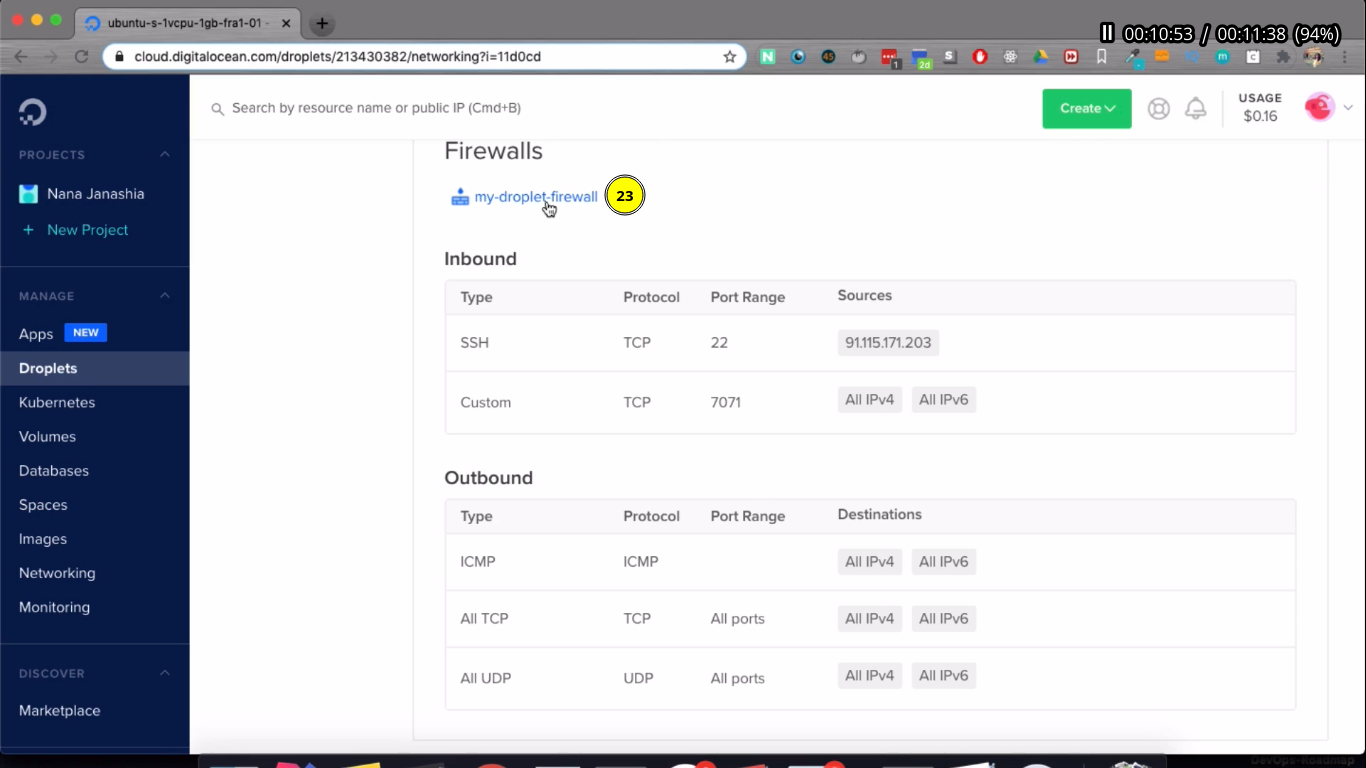 ubuntu-s-1vcpu-1gb-fra1-01 -
00:10:53 / 00:11:38 (94%)
cloud.digitalocean.com/droplets/213430382/networking?i=11d0cd
Search by resource name or public IP (Cmd+B)
Create
USAGE
$0.16
PROJECTS
Nana Janashia
+ New Project
MANAGE
Apps NEW
Droplets
Kubernetes
Volumes
Databases
Spaces
Images
Networking
Monitoring
DISCOVER
Marketplace
Firewalls
my-droplet-firewall 23
Inbound
Type Protocol Port Range Sources
SSH TCP 22 91.115.171.203
Custom TCP 7071 All IPv4 All IPv6
Outbound
Type Protocol Port Range Destinations
ICMP ICMP All IPv4 All IPv6
All TCP TCP All ports All IPv4 All IPv6
All UDP UDP All ports All IPv4 All IPv6
DevOps-Roadmap